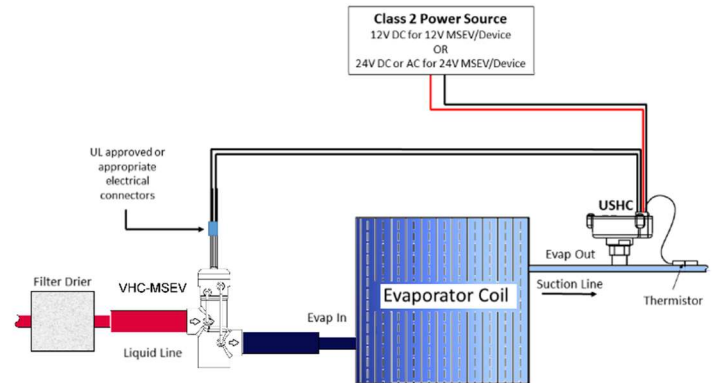 Class 2 Power Source
12V DC for 12V MSEV/Device
OR
24V DC or AC for 24V MSEV/Device
UL approved or
appropriate
electrical
connectors
USHC
Filter Drier
VHC-MSEV
Liquid Line
Evap In
Evaporator Coil
Evap Out
Suction Line
Thermistor